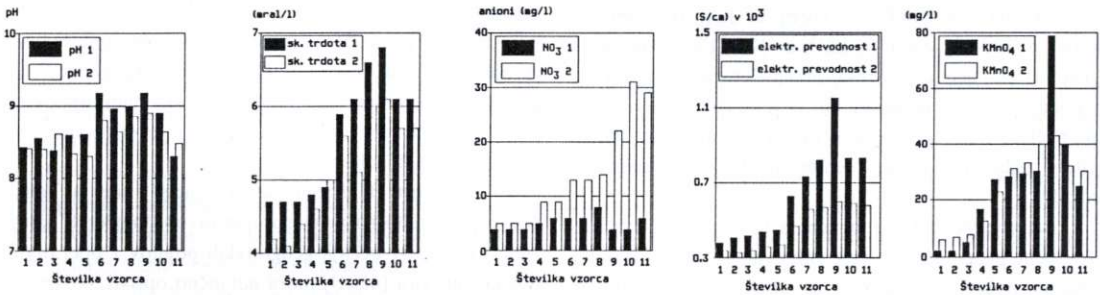 pH
10
9
8
7
pH 1
pH 2
1 2 3 4 5 6 7 8 9 10 11
Številka vzorca
(mval/l)
7
6
5
4
sk. trdota 1
sk. trdota 2
1 2 3 4 5 6 7 8 9 10 11
Številka vzorca
anioni (mg/l)
40
30
20
10
0
NO3 1
NO3 2
1 2 3 4 5 6 7 8 9 10 11
Številka vzorca
(S/cm) v 10³
1.5
1.1
0.7
0.3
elektr. prevodnost 1
elektr. prevodnost 2
1 2 3 4 5 6 7 8 9 10 11
Številka vzorca
(mg/l)
80
60
40
20
0
KMnO4 1
KMnO4 2
1 2 3 4 5 6 7 8 9 10 11
Številka vzorca